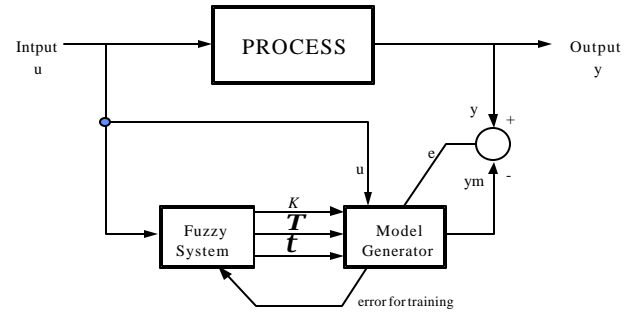 Intput
u
PROCESS
Output
y
y
+
e
u
ym
-
K
T
t
Fuzzy
System
Model
Generator
error for training